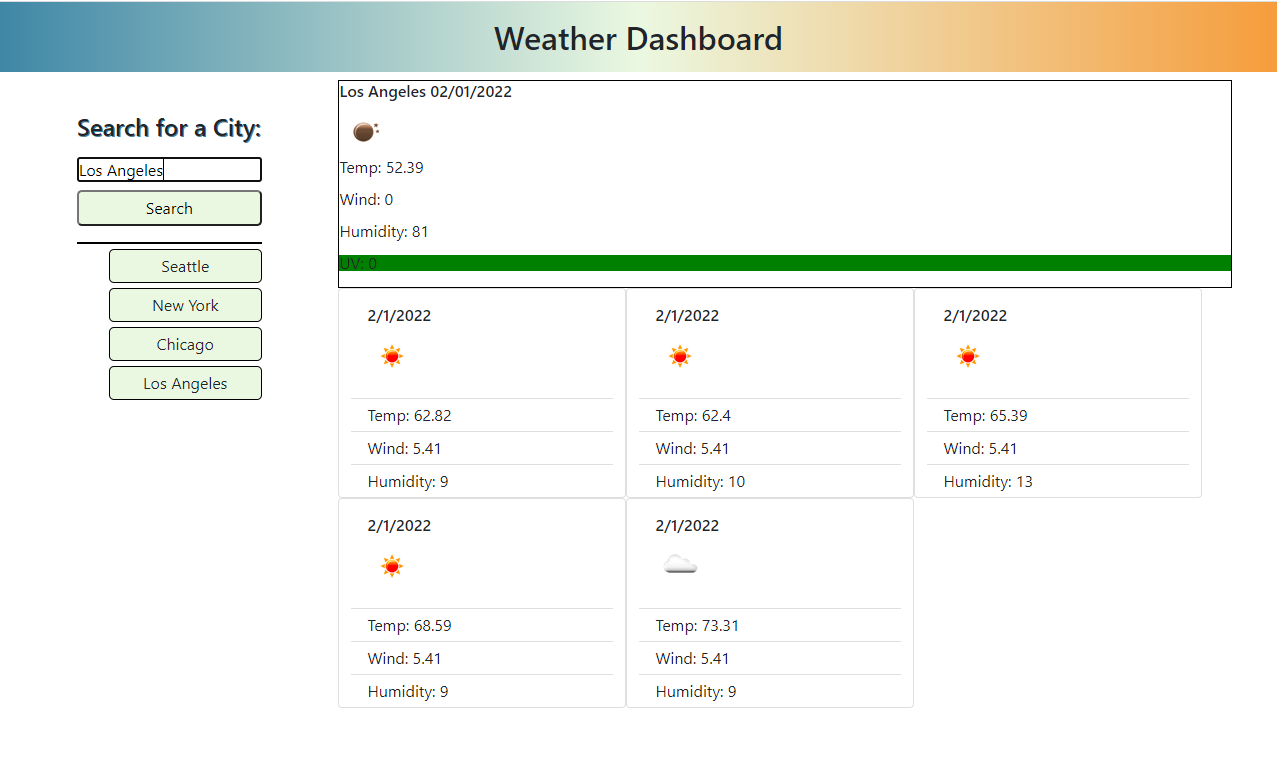 Weather Dashboard
Search for a City:
Los Angeles
Search
Seattle
New York
Chicago
Los Angeles
Los Angeles 02/01/2022
Temp: 52.39
Wind: 0
Humidity: 81
UV: 0
2/1/2022
Temp: 62.82
Wind: 5.41
Humidity: 9
2/1/2022
Temp: 62.4
Wind: 5.41
Humidity: 10
2/1/2022
Temp: 65.39
Wind: 5.41
Humidity: 13
2/1/2022
Temp: 68.59
Wind: 5.41
Humidity: 9
2/1/2022
Temp: 73.31
Wind: 5.41
Humidity: 9